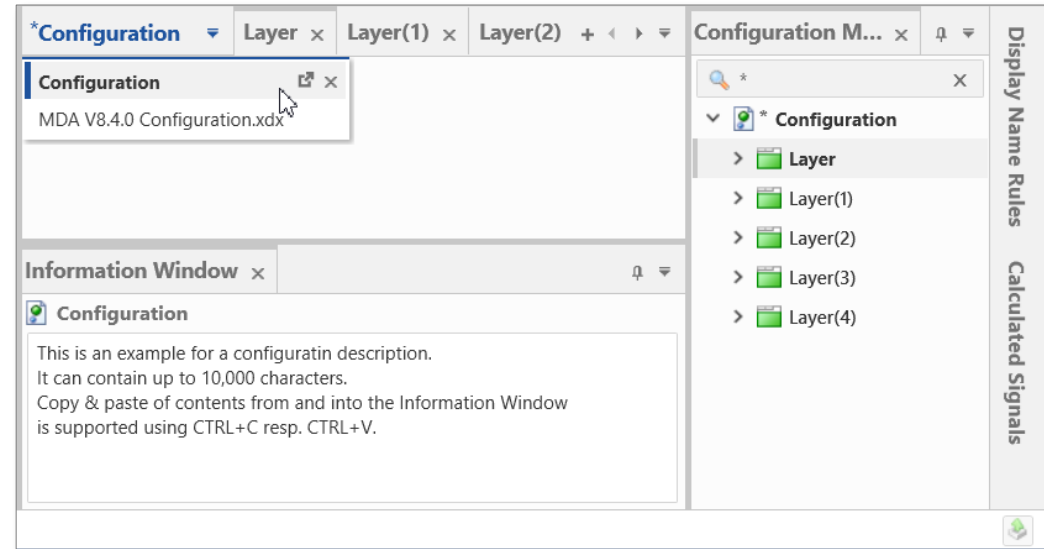 *Configuration Layer Layer(1) Layer(2)
Configuration
MDA V8.4.0 Configuration.xdx
Information Window
Configuration
This is an example for a configuratin description.
It can contain up to 10,000 characters.
Copy & paste of contents from and into the Information Window
is supported using CTRL+C resp. CTRL+V.
Configuration M...
*
* Configuration
Layer
Layer(1)
Layer(2)
Layer(3)
Layer(4)
Display Name Rules
Calculated Signals